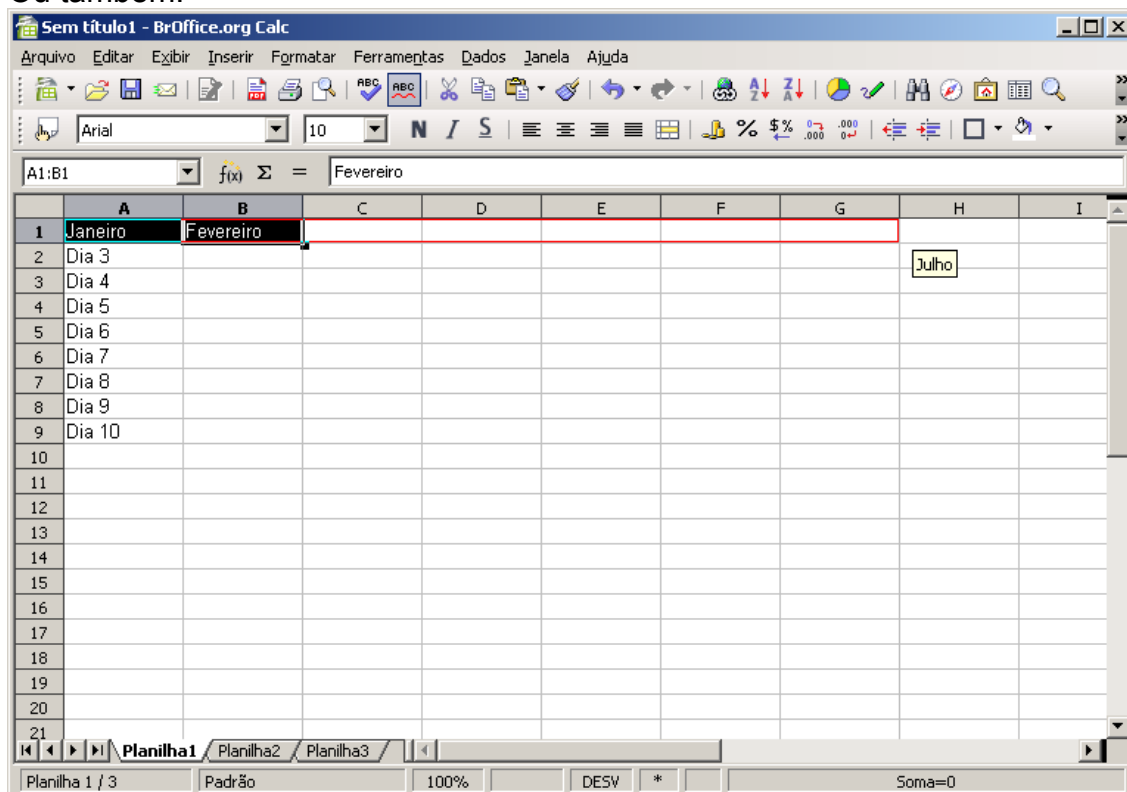 Ou também:
Sem título1 - BrOffice.org Calc
Arquivo Editar Exibir Inserir Formatar Ferramentas Dados Janela Ajuda
Arial 10 N I S
A1:B1 f(x) Σ = Fevereiro
A B C D E F G H I
1 Janeiro Fevereiro
2 Dia 3
Julho
3 Dia 4
4 Dia 5
5 Dia 6
6 Dia 7
7 Dia 8
8 Dia 9
9 Dia 10
10
11
12
13
14
15
16
17
18
19
20
21
Planilha1 Planilha2 Planilha3
Planilha 1 / 3 Padrão 100% DESV * Soma=0